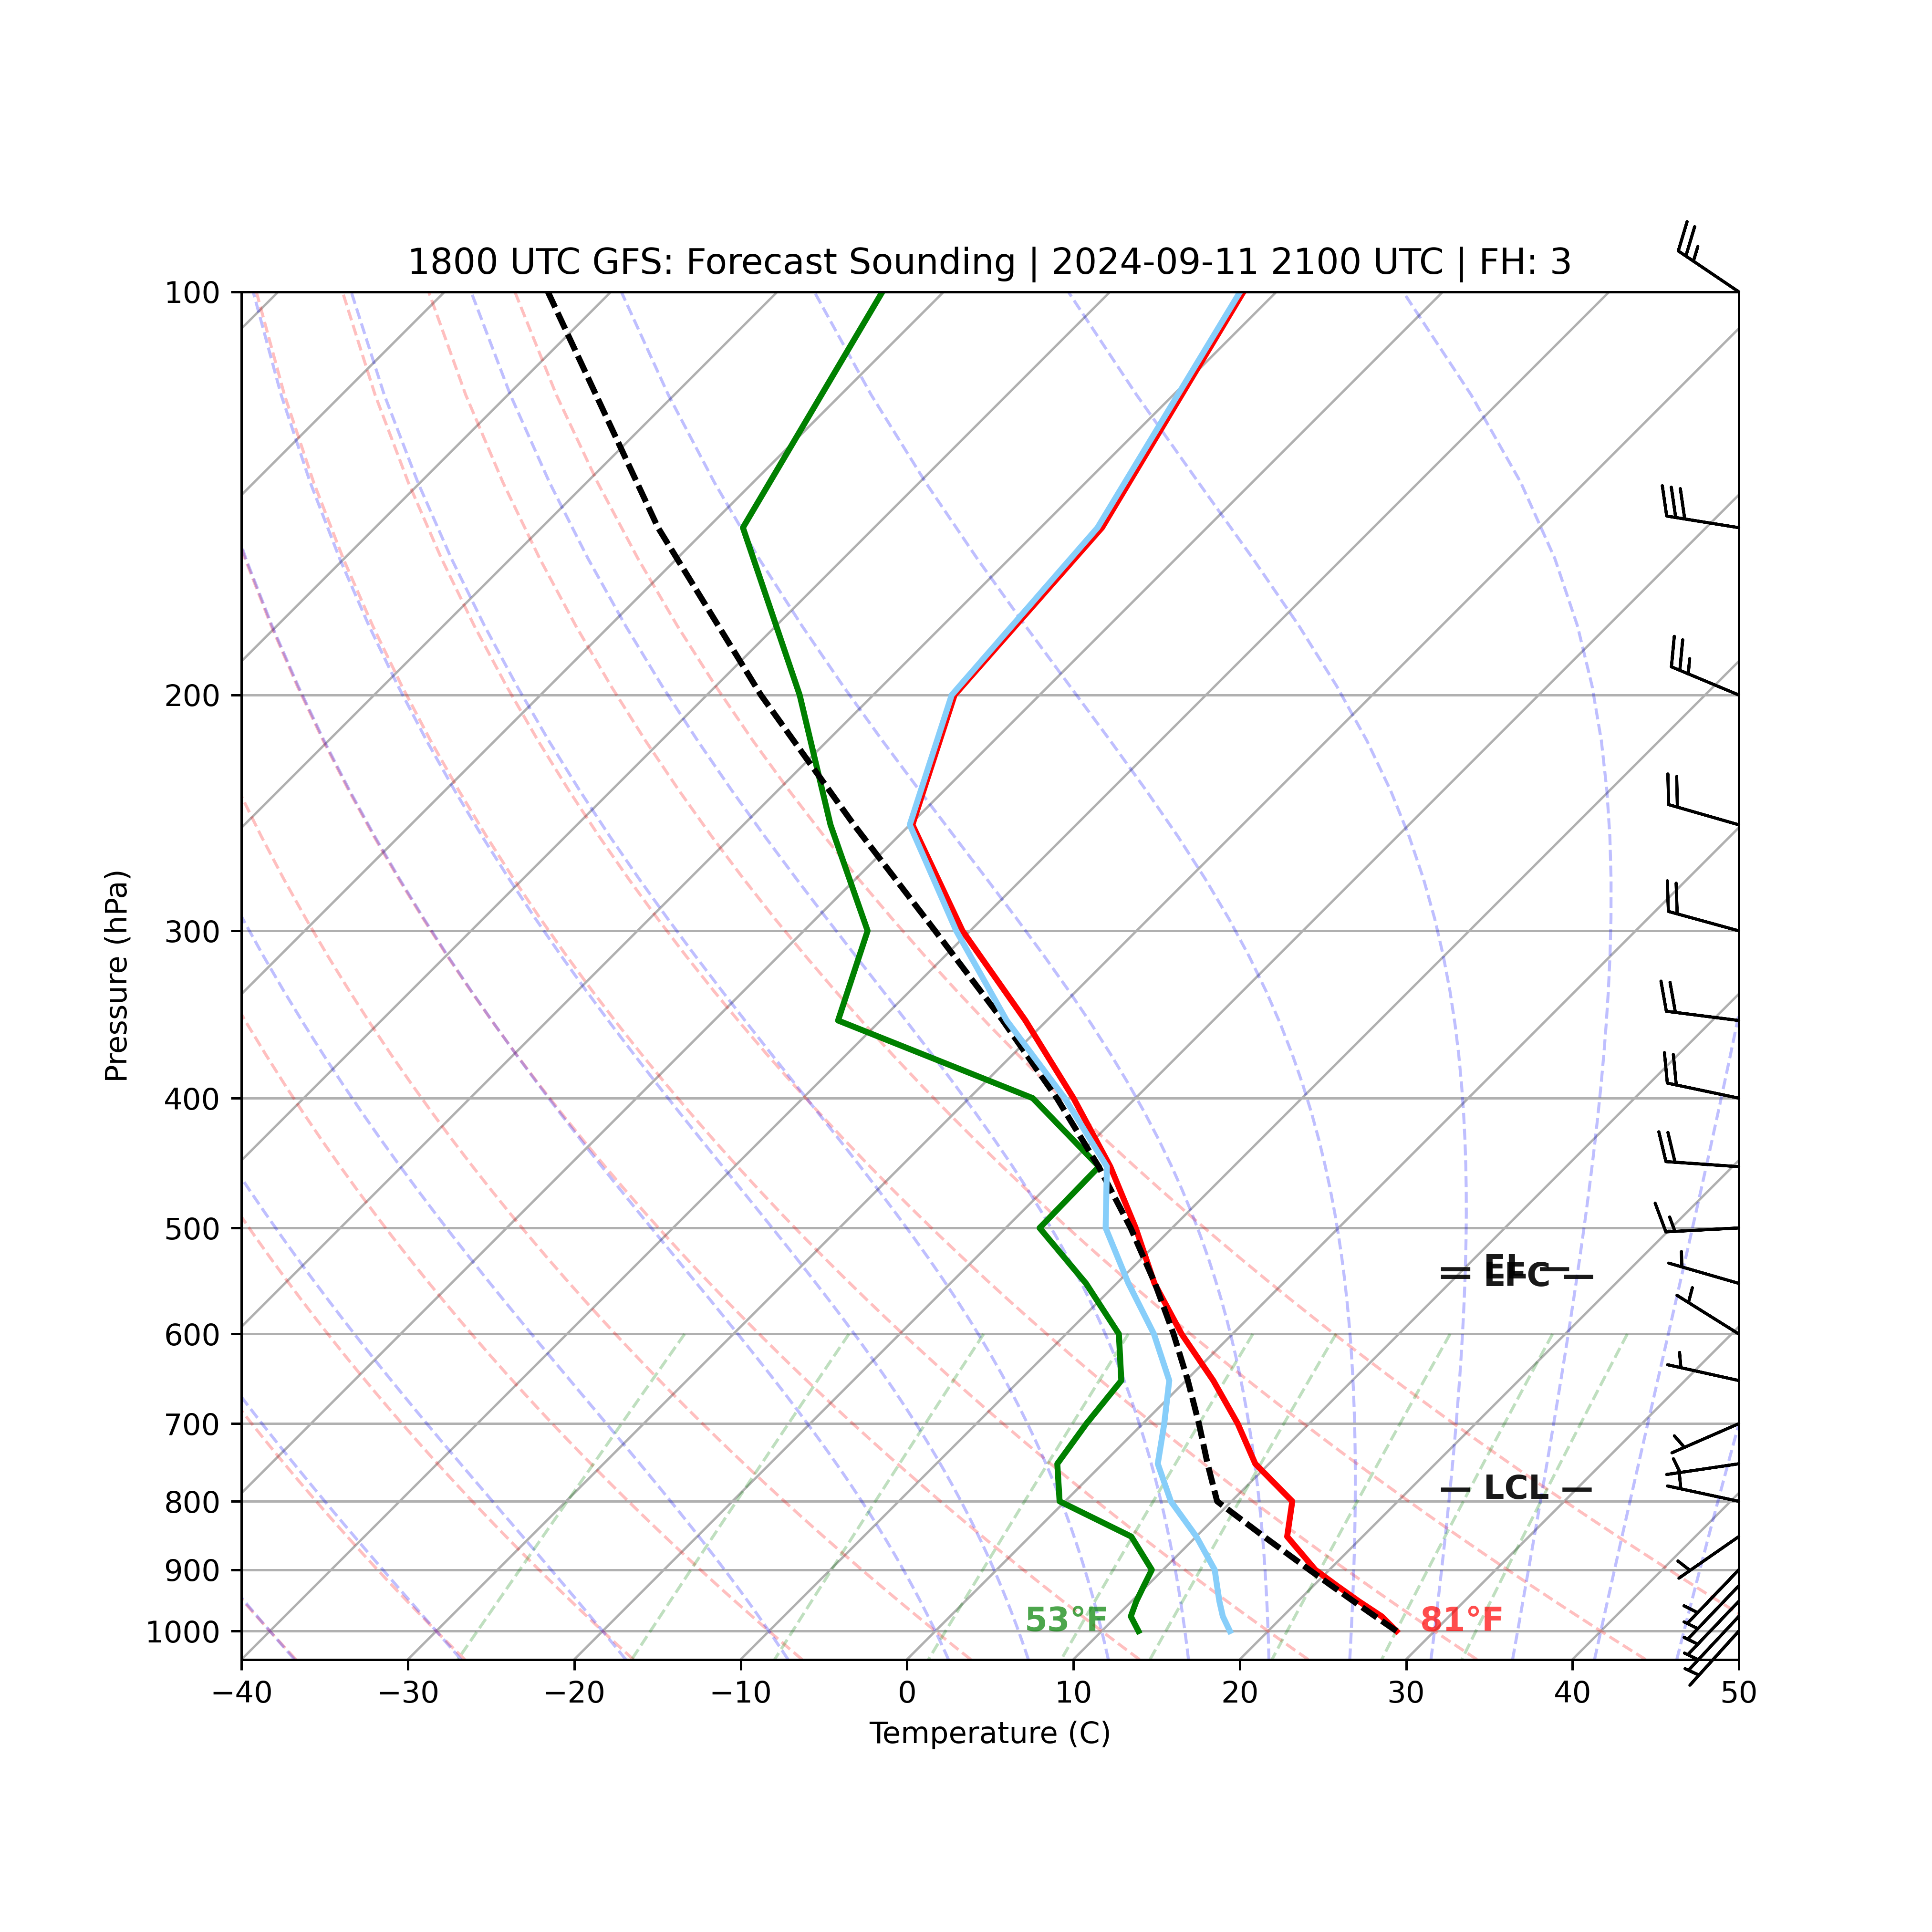 1800 UTC GFS: Forecast Sounding | 2024-09-11 2100 UTC | FH: 3
100
200
300
400
500
600
700
800
900
1000
Pressure (hPa)
— EL —
— LFC —
— LCL —
53°F
81°F
−40 −30 −20 −10 0 10 20 30 40 50
Temperature (C)